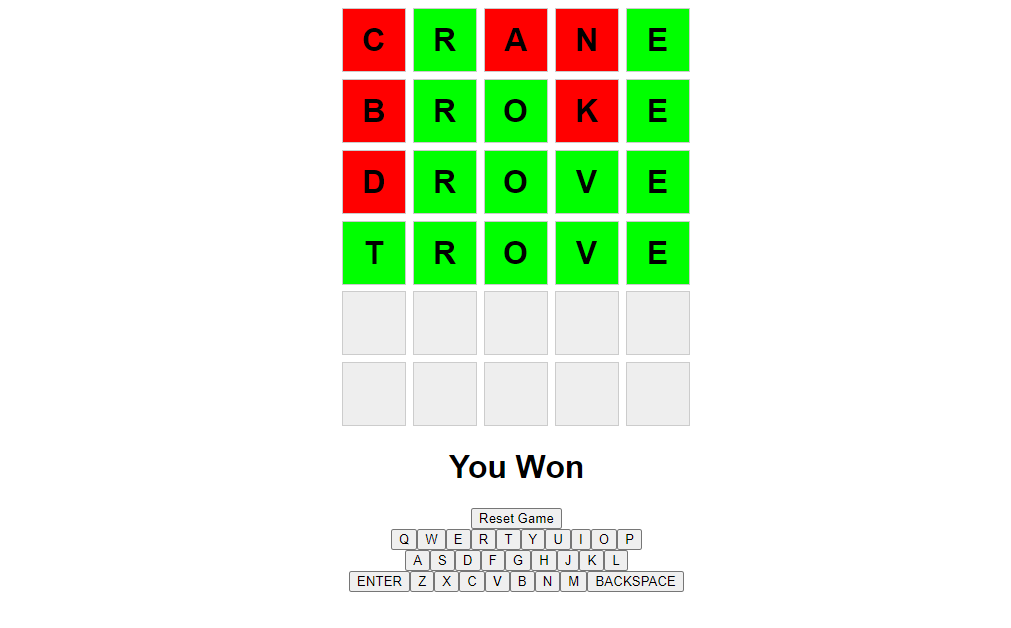 C R A N E
B R O K E
D R O V E
T R O V E
You Won
Reset Game
Q W E R T Y U I O P
A S D F G H J K L
ENTER Z X C V B N M BACKSPACE